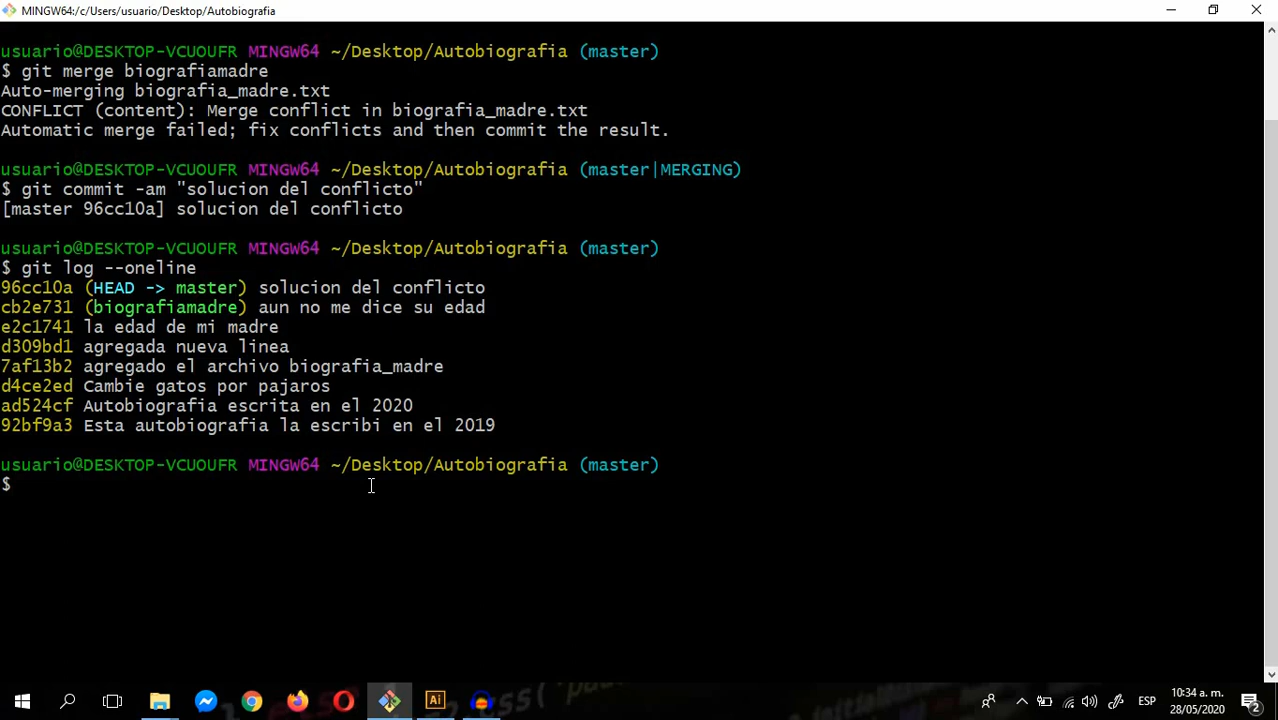 MINGW64:/c/Users/usuario/Desktop/Autobiografia
usuario@DESKTOP-VCUOUFR MINGW64 ~/Desktop/Autobiografia (master)
$ git merge biografiamadre
Auto-merging biografia_madre.txt
CONFLICT (content): Merge conflict in biografia_madre.txt
Automatic merge failed; fix conflicts and then commit the result.
usuario@DESKTOP-VCUOUFR MINGW64 ~/Desktop/Autobiografia (master|MERGING)
$ git commit -am "solucion del conflicto"
[master 96cc10a] solucion del conflicto
usuario@DESKTOP-VCUOUFR MINGW64 ~/Desktop/Autobiografia (master)
$ git log --oneline
96cc10a (HEAD -> master) solucion del conflicto
cb2e731 (biografiamadre) aun no me dice su edad
e2c1741 la edad de mi madre
d309bd1 agregada nueva linea
7af13b2 agregado el archivo biografia_madre
d4ce2ed Cambie gatos por pajaros
ad524cf Autobiografia escrita en el 2020
92bf9a3 Esta autobiografia la escribi en el 2019
usuario@DESKTOP-VCUOUFR MINGW64 ~/Desktop/Autobiografia (master)
$
Ai
ESP
10:34 a. m.
28/05/2020
2